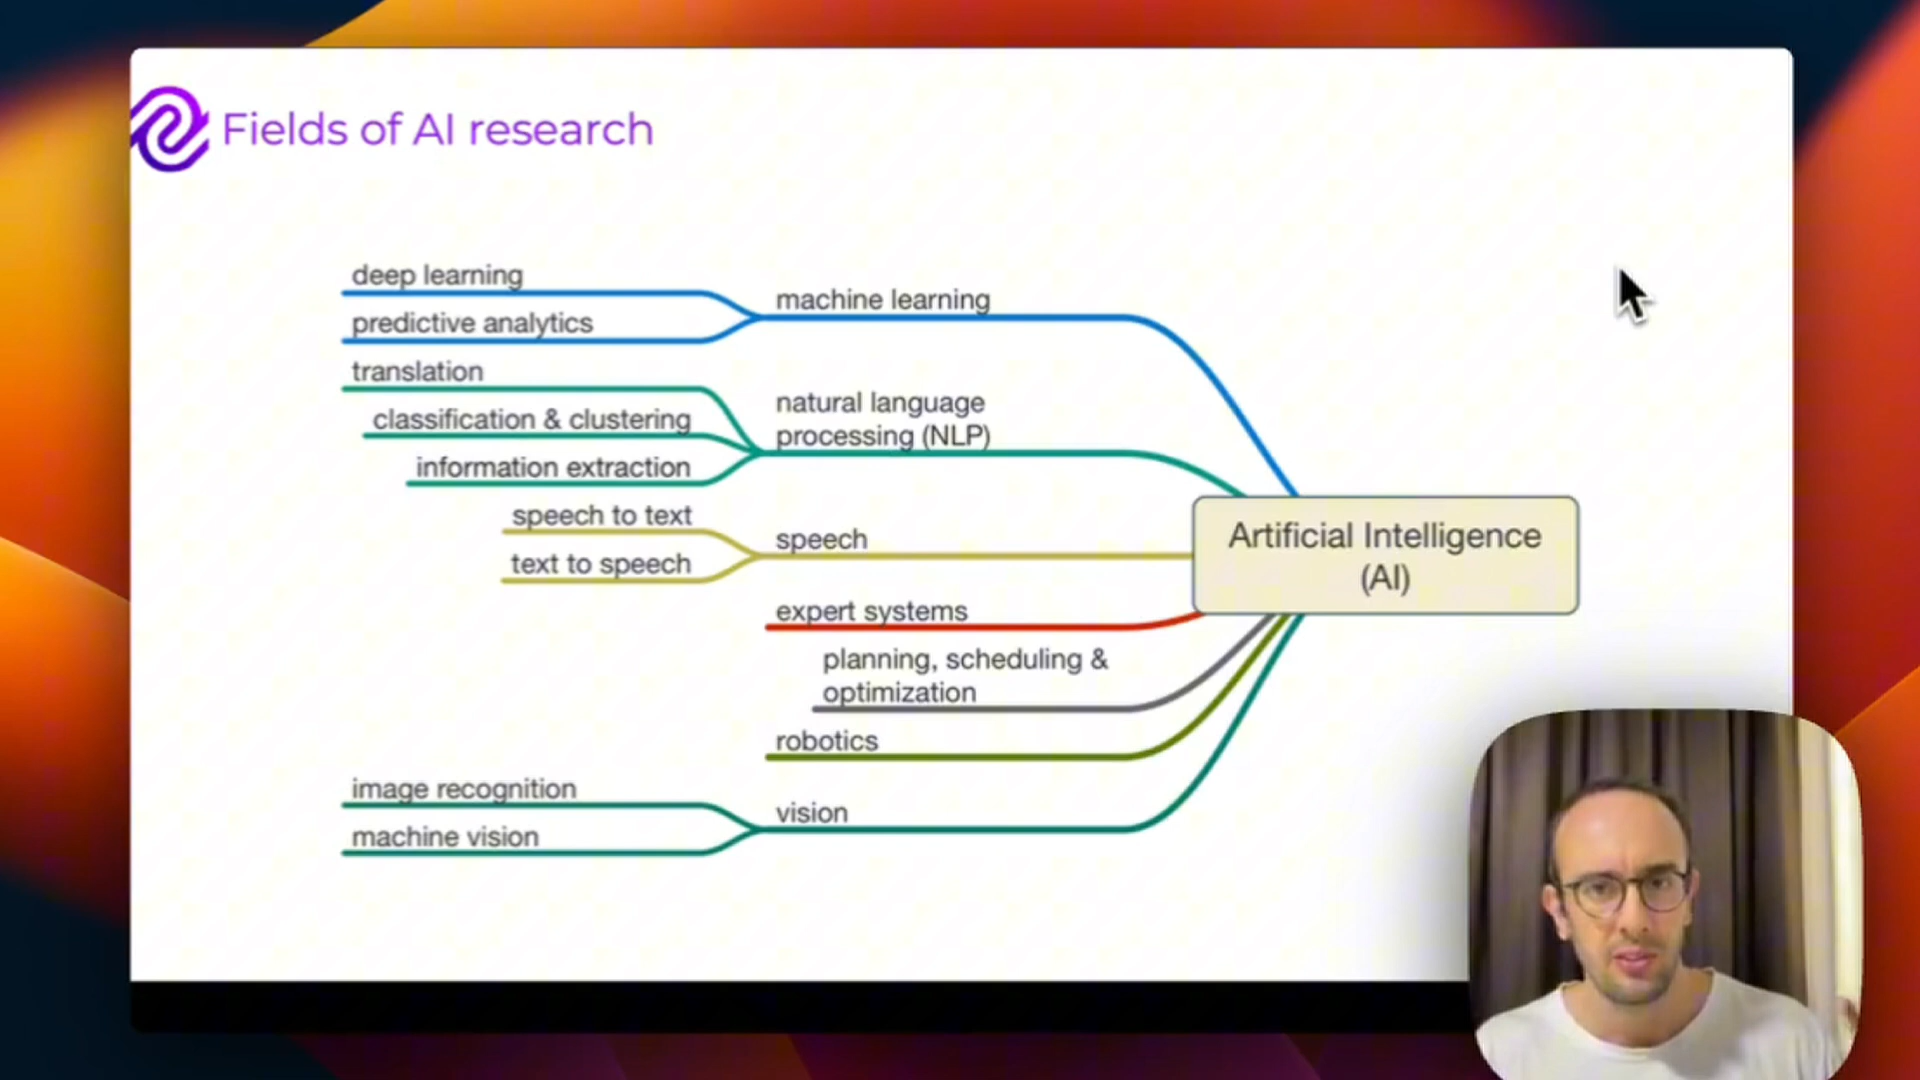 Fields of AI research
deep learning
predictive analytics
machine learning
translation
classification & clustering
information extraction
natural language
processing (NLP)
speech to text
text to speech
speech
Artificial Intelligence
(AI)
expert systems
planning, scheduling &
optimization
robotics
image recognition
machine vision
vision